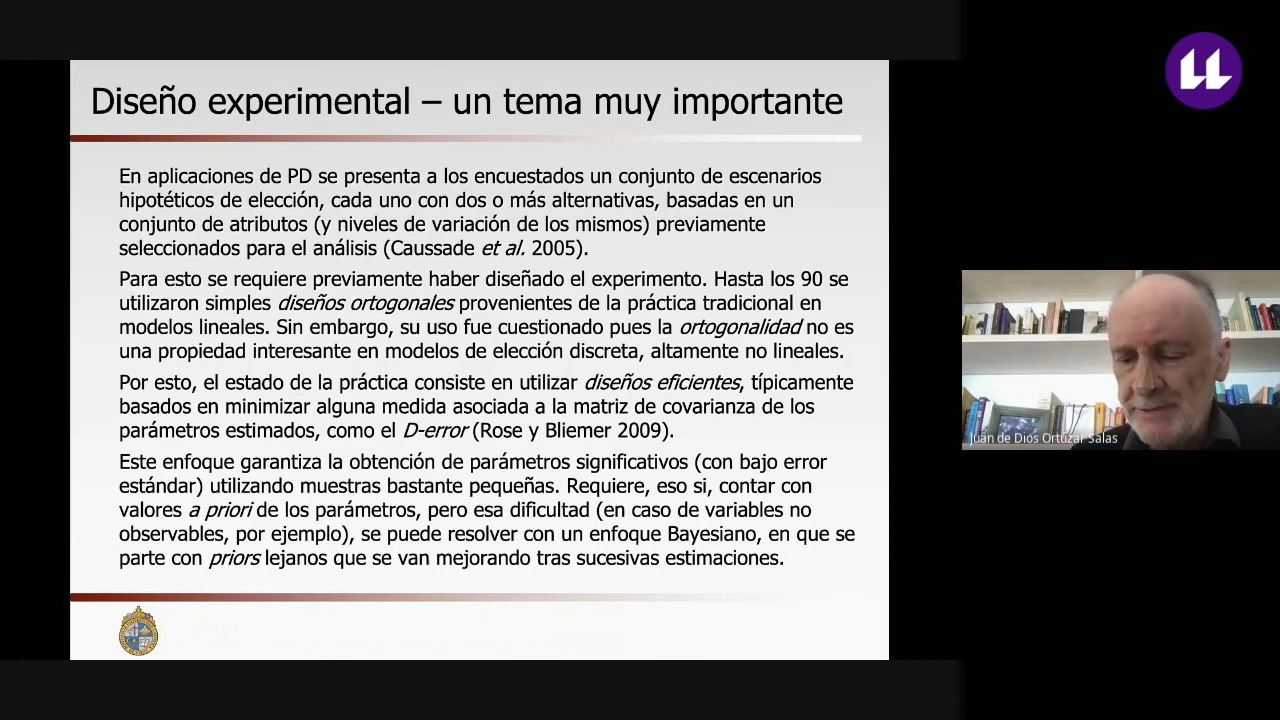 Diseño experimental – un tema muy importante
En aplicaciones de PD se presenta a los encuestados un conjunto de escenarios
hipotéticos de elección, cada uno con dos o más alternativas, basadas en un
conjunto de atributos (y niveles de variación de los mismos) previamente
seleccionados para el análisis (Caussade et al. 2005).
Para esto se requiere previamente haber diseñado el experimento. Hasta los 90 se
utilizaron simples diseños ortogonales provenientes de la práctica tradicional en
modelos lineales. Sin embargo, su uso fue cuestionado pues la ortogonalidad no es
una propiedad interesante en modelos de elección discreta, altamente no lineales.
Por esto, el estado de la práctica consiste en utilizar diseños eficientes, típicamente
basados en minimizar alguna medida asociada a la matriz de covarianza de los
parámetros estimados, como el D-error (Rose y Bliemer 2009).
Este enfoque garantiza la obtención de parámetros significativos (con bajo error
estándar) utilizando muestras bastante pequeñas. Requiere, eso si, contar con
valores a priori de los parámetros, pero esa dificultad (en caso de variables no
observables, por ejemplo), se puede resolver con un enfoque Bayesiano, en que se
parte con priors lejanos que se van mejorando tras sucesivas estimaciones.
Juan de Dios Ortúzar Salas